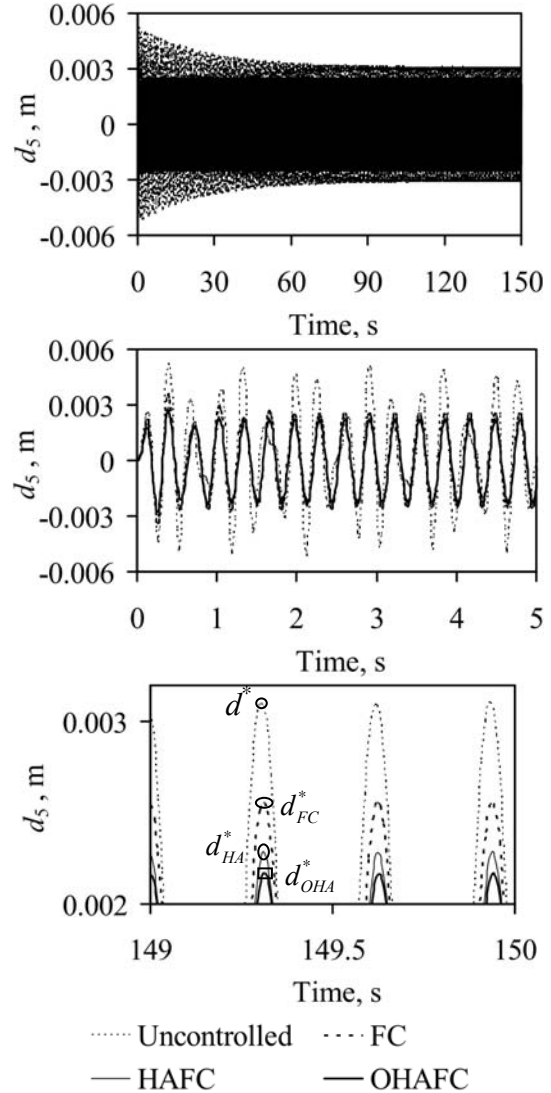 0.006
0.003
0
-0.003
-0.006
d5 , m
0 30 60 90 120 150
Time, s
0.006
0.003
0
-0.003
-0.006
d5 , m
0 1 2 3 4 5
Time, s
0.003
0.002
d5 , m
d*
d*FC
d*HA
d*OHA
149 149.5 150
Time, s
Uncontrolled FC
HAFC OHAFC